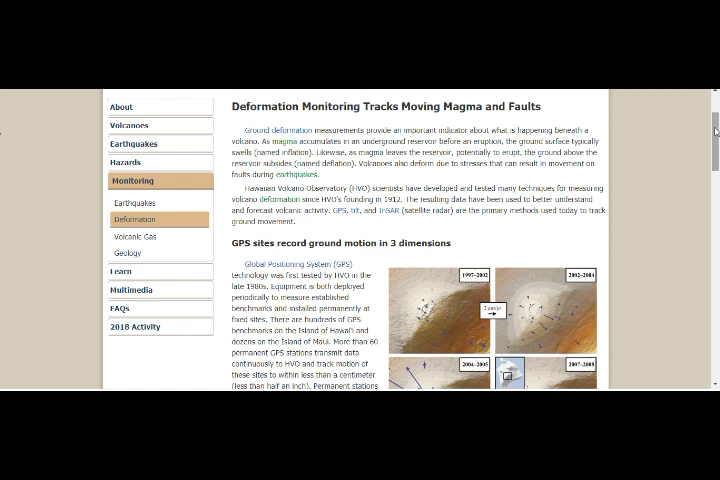 About
Volcanoes
Earthquakes
Hazards
Monitoring
Earthquakes
Deformation
Volcanic Gas
Geology
Learn
Multimedia
FAQs
2018 Activity
Deformation Monitoring Tracks Moving Magma and Faults
Ground deformation measurements provide an important indicator about what is happening beneath a
volcano. As magma accumulates in an underground reservoir before an eruption, the ground surface typically
swells (named inflation). Likewise, as magma leaves the reservoir, potentially to erupt, the ground above the
reservoir subsides (named deflation). Volcanoes also deform due to stresses that can result in movement on
faults during earthquakes.
Hawaiian Volcano Observatory (HVO) scientists have developed and tested many techniques for measuring
volcano deformation since HVO's founding in 1912. The resulting data have been used to better understand
and forecast volcanic activity. GPS, tilt, and InSAR (satellite radar) are the primary methods used today to track
ground movement.
GPS sites record ground motion in 3 dimensions
Global Positioning System (GPS)
technology was first tested by HVO in the
late 1980s. Equipment is both deployed
periodically to measure established
benchmarks and installed permanently at
fixed sites. There are hundreds of GPS
benchmarks on the Island of Hawai'i and
dozens on the Island of Maui. More than 60
permanent GPS stations transmit data
continuously to HVO and track motion of
these sites to within less than a centimeter
(less than half an inch). Permanent stations
1997-2002
2002-2004
2 cm/yr
2004-2005
2007-2008